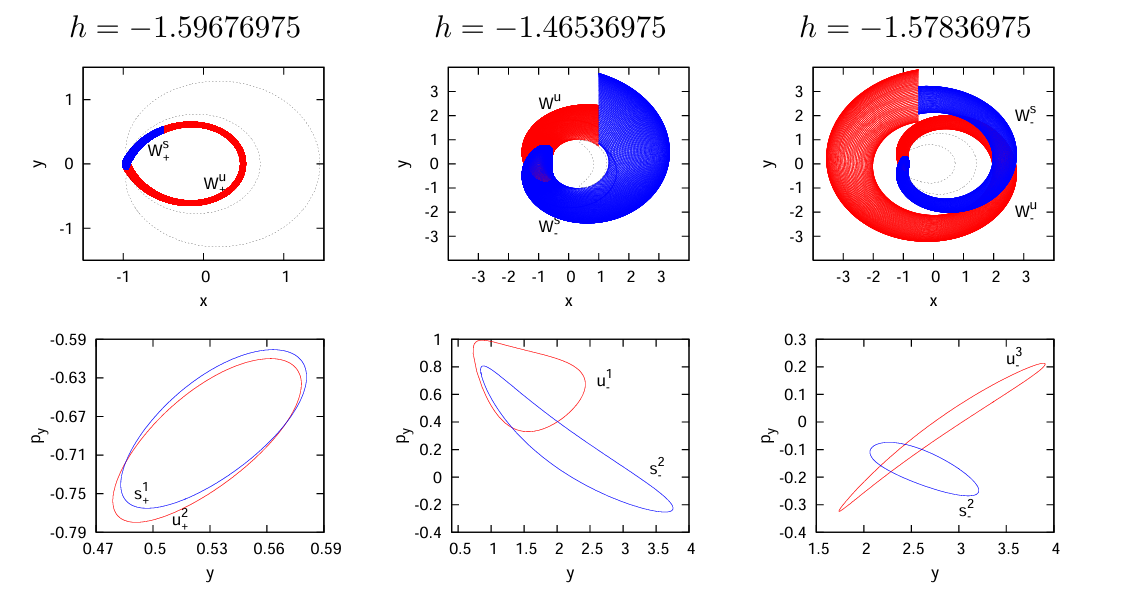 h = −1.59676975
h = −1.46536975
h = −1.57836975
1
0
-1
y
-1
0
1
x
W^s_+
W^u_+
3
2
1
0
-1
-2
-3
y
-3
-2
-1
0
1
2
3
x
W^u_-
W^s_-
3
2
1
0
-1
-2
-3
y
-3
-2
-1
0
1
2
3
x
W^s_-
W^u_-
-0.59
-0.63
-0.67
-0.71
-0.75
-0.79
p_y
0.47
0.5
0.53
0.56
0.59
y
s^1_+
u^2_+
1
0.8
0.6
0.4
0.2
0
-0.2
-0.4
p_y
0.5
1
1.5
2
2.5
3
3.5
4
y
u^1_-
s^2_-
0.3
0.2
0.1
0
-0.1
-0.2
-0.3
-0.4
p_y
1.5
2
2.5
3
3.5
4
y
u^3_-
s^2_-